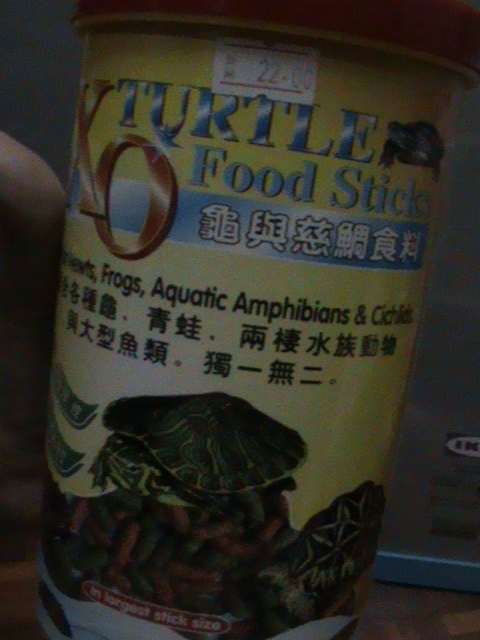 22.00
XO TURTLE
Food Stick
龜與慈鯛食料
Newts, Frogs, Aquatic Amphibians & Cichlids
各種龜、青蛙、兩棲水族動物
與大型魚類。獨一無二。
In largest stick size